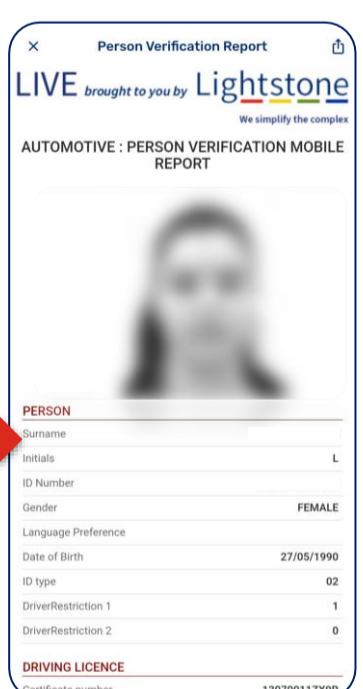 Person Verification Report
LIVE brought to you by Lightstone
We simplify the complex
AUTOMOTIVE : PERSON VERIFICATION MOBILE
REPORT
PERSON
Surname
Initials L
ID Number
Gender FEMALE
Language Preference
Date of Birth 27/05/1990
ID type 02
DriverRestriction 1 1
DriverRestriction 2 0
DRIVING LICENCE
Certificate number